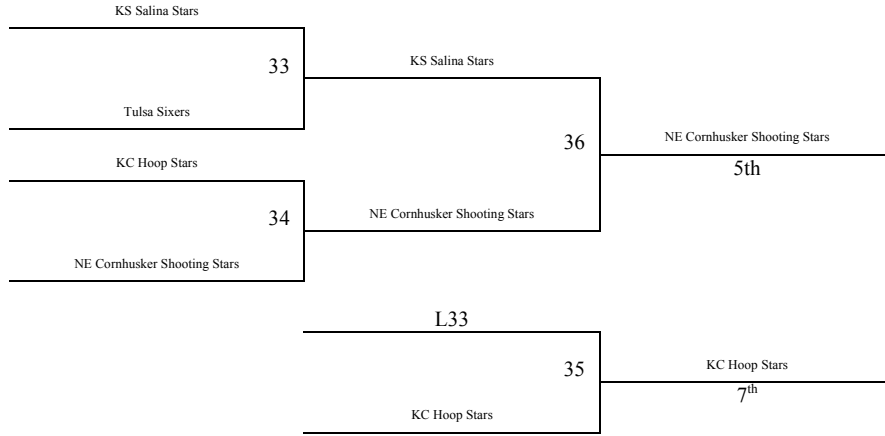 KS Salina Stars
33
KS Salina Stars
Tulsa Sixers
36
NE Cornhusker Shooting Stars
5th
KC Hoop Stars
34
NE Cornhusker Shooting Stars
NE Cornhusker Shooting Stars
L33
35
KC Hoop Stars
7th
KC Hoop Stars